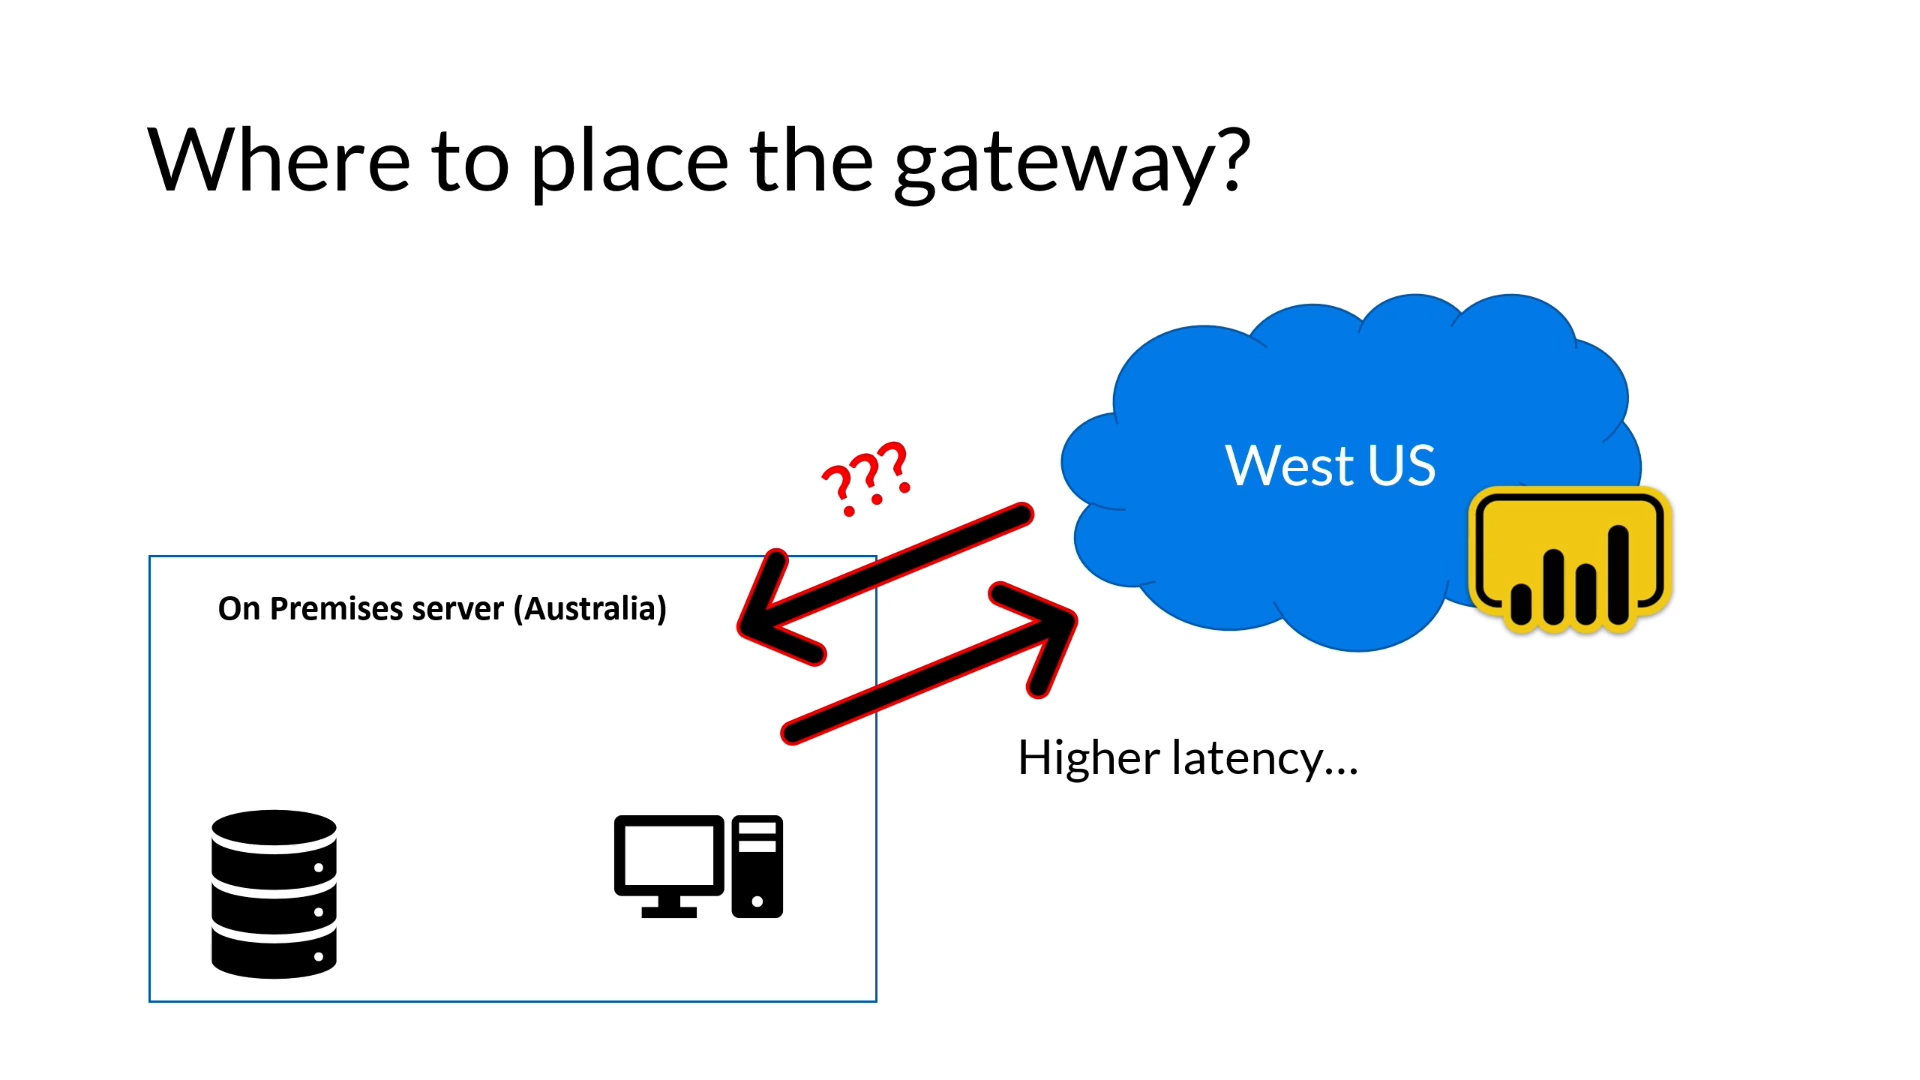 Where to place the gateway?
West US
???
On Premises server (Australia)
Higher latency...